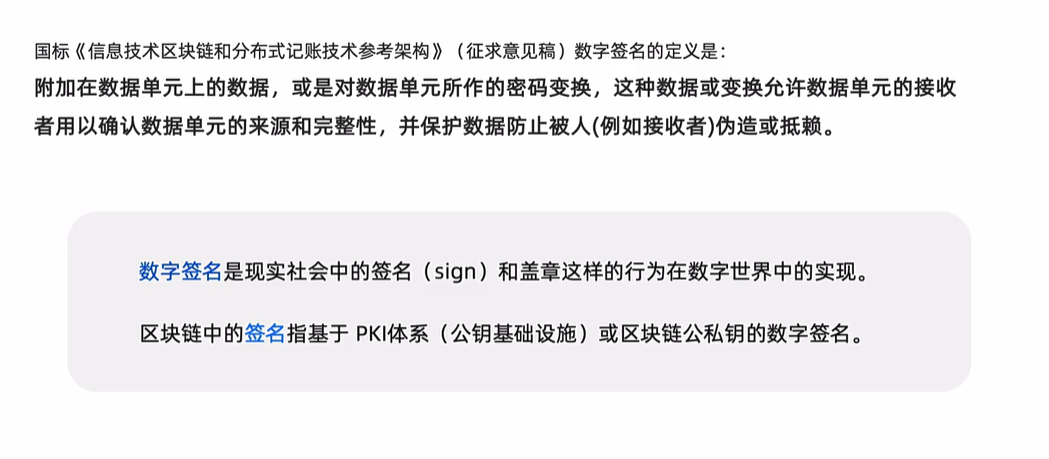 国标《信息技术区块链和分布式记账技术参考架构》（征求意见稿）数字签名的定义是：
附加在数据单元上的数据，或是对数据单元所作的密码变换，这种数据或变换允许数据单元的接收
者用以确认数据单元的来源和完整性，并保护数据防止被人(例如接收者)伪造或抵赖。
数字签名是现实社会中的签名（sign）和盖章这样的行为在数字世界中的实现。
区块链中的签名指基于 PKI体系（公钥基础设施）或区块链公私钥的数字签名。